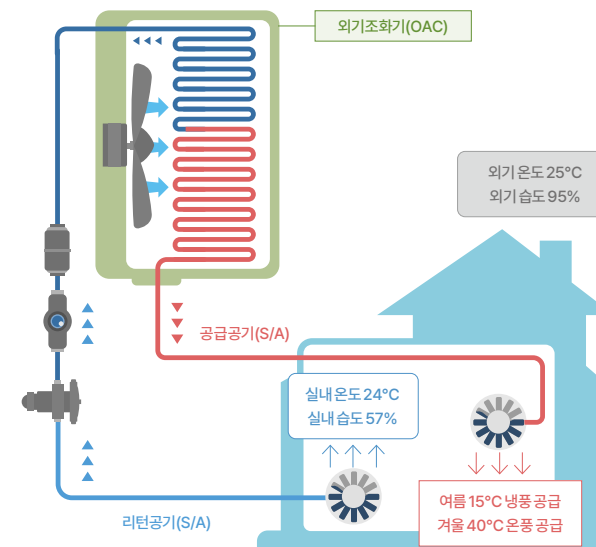 외기조화기(OAC)
외기 온도 25°C
외기 습도 95%
공급공기(S/A)
실내 온도 24°C
실내 습도 57%
리턴공기(S/A)
여름 15°C 냉풍 공급
겨울 40°C 온풍 공급